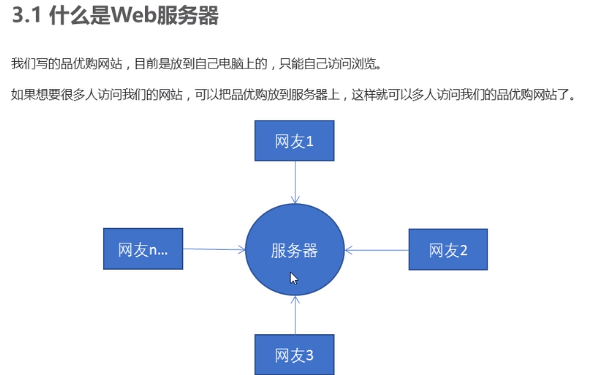 3.1 什么是Web服务器
我们写的品优购网站，目前是放到自己电脑上的，只能自己访问浏览。
如果想要很多人访问我们的网站，可以把品优购放到服务器上，这样就可以多人访问我们的品优购网站了。
网友1
网友n...
服务器
网友2
网友3